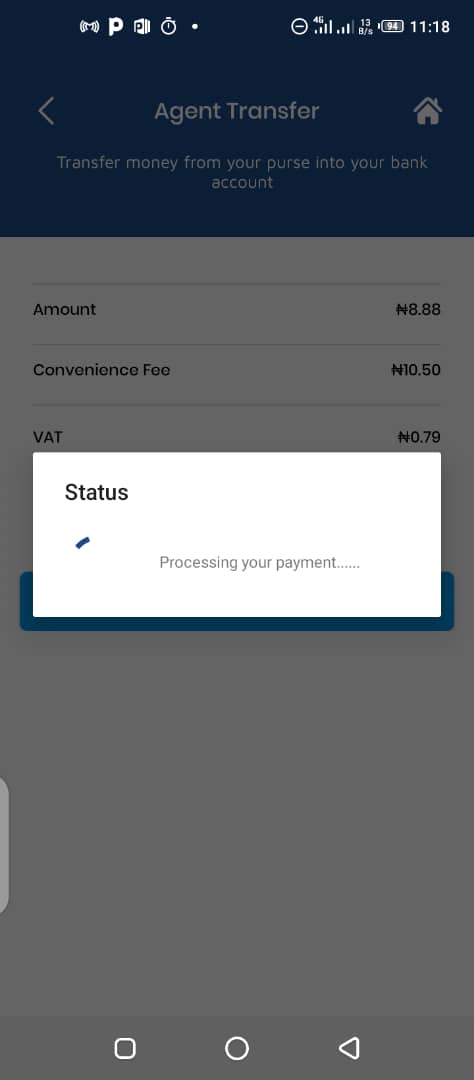 4G
13
B/s
94
11:18
Agent Transfer
Transfer money from your purse into your bank
account
Amount ₦8.88
Convenience Fee ₦10.50
VAT ₦0.79
Status
Processing your payment......